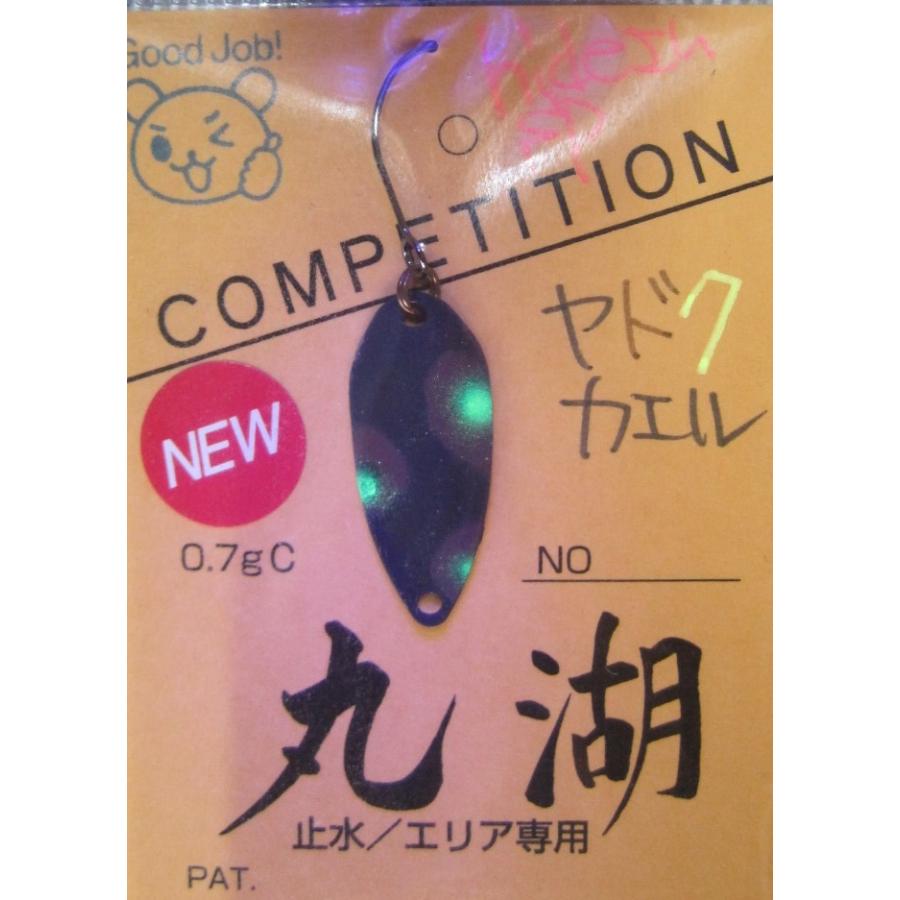 Good Job!
COMPETITION
ヤドク
カエル
NEW
0.7g C
NO
丸湖
止水/エリア専用
PAT.